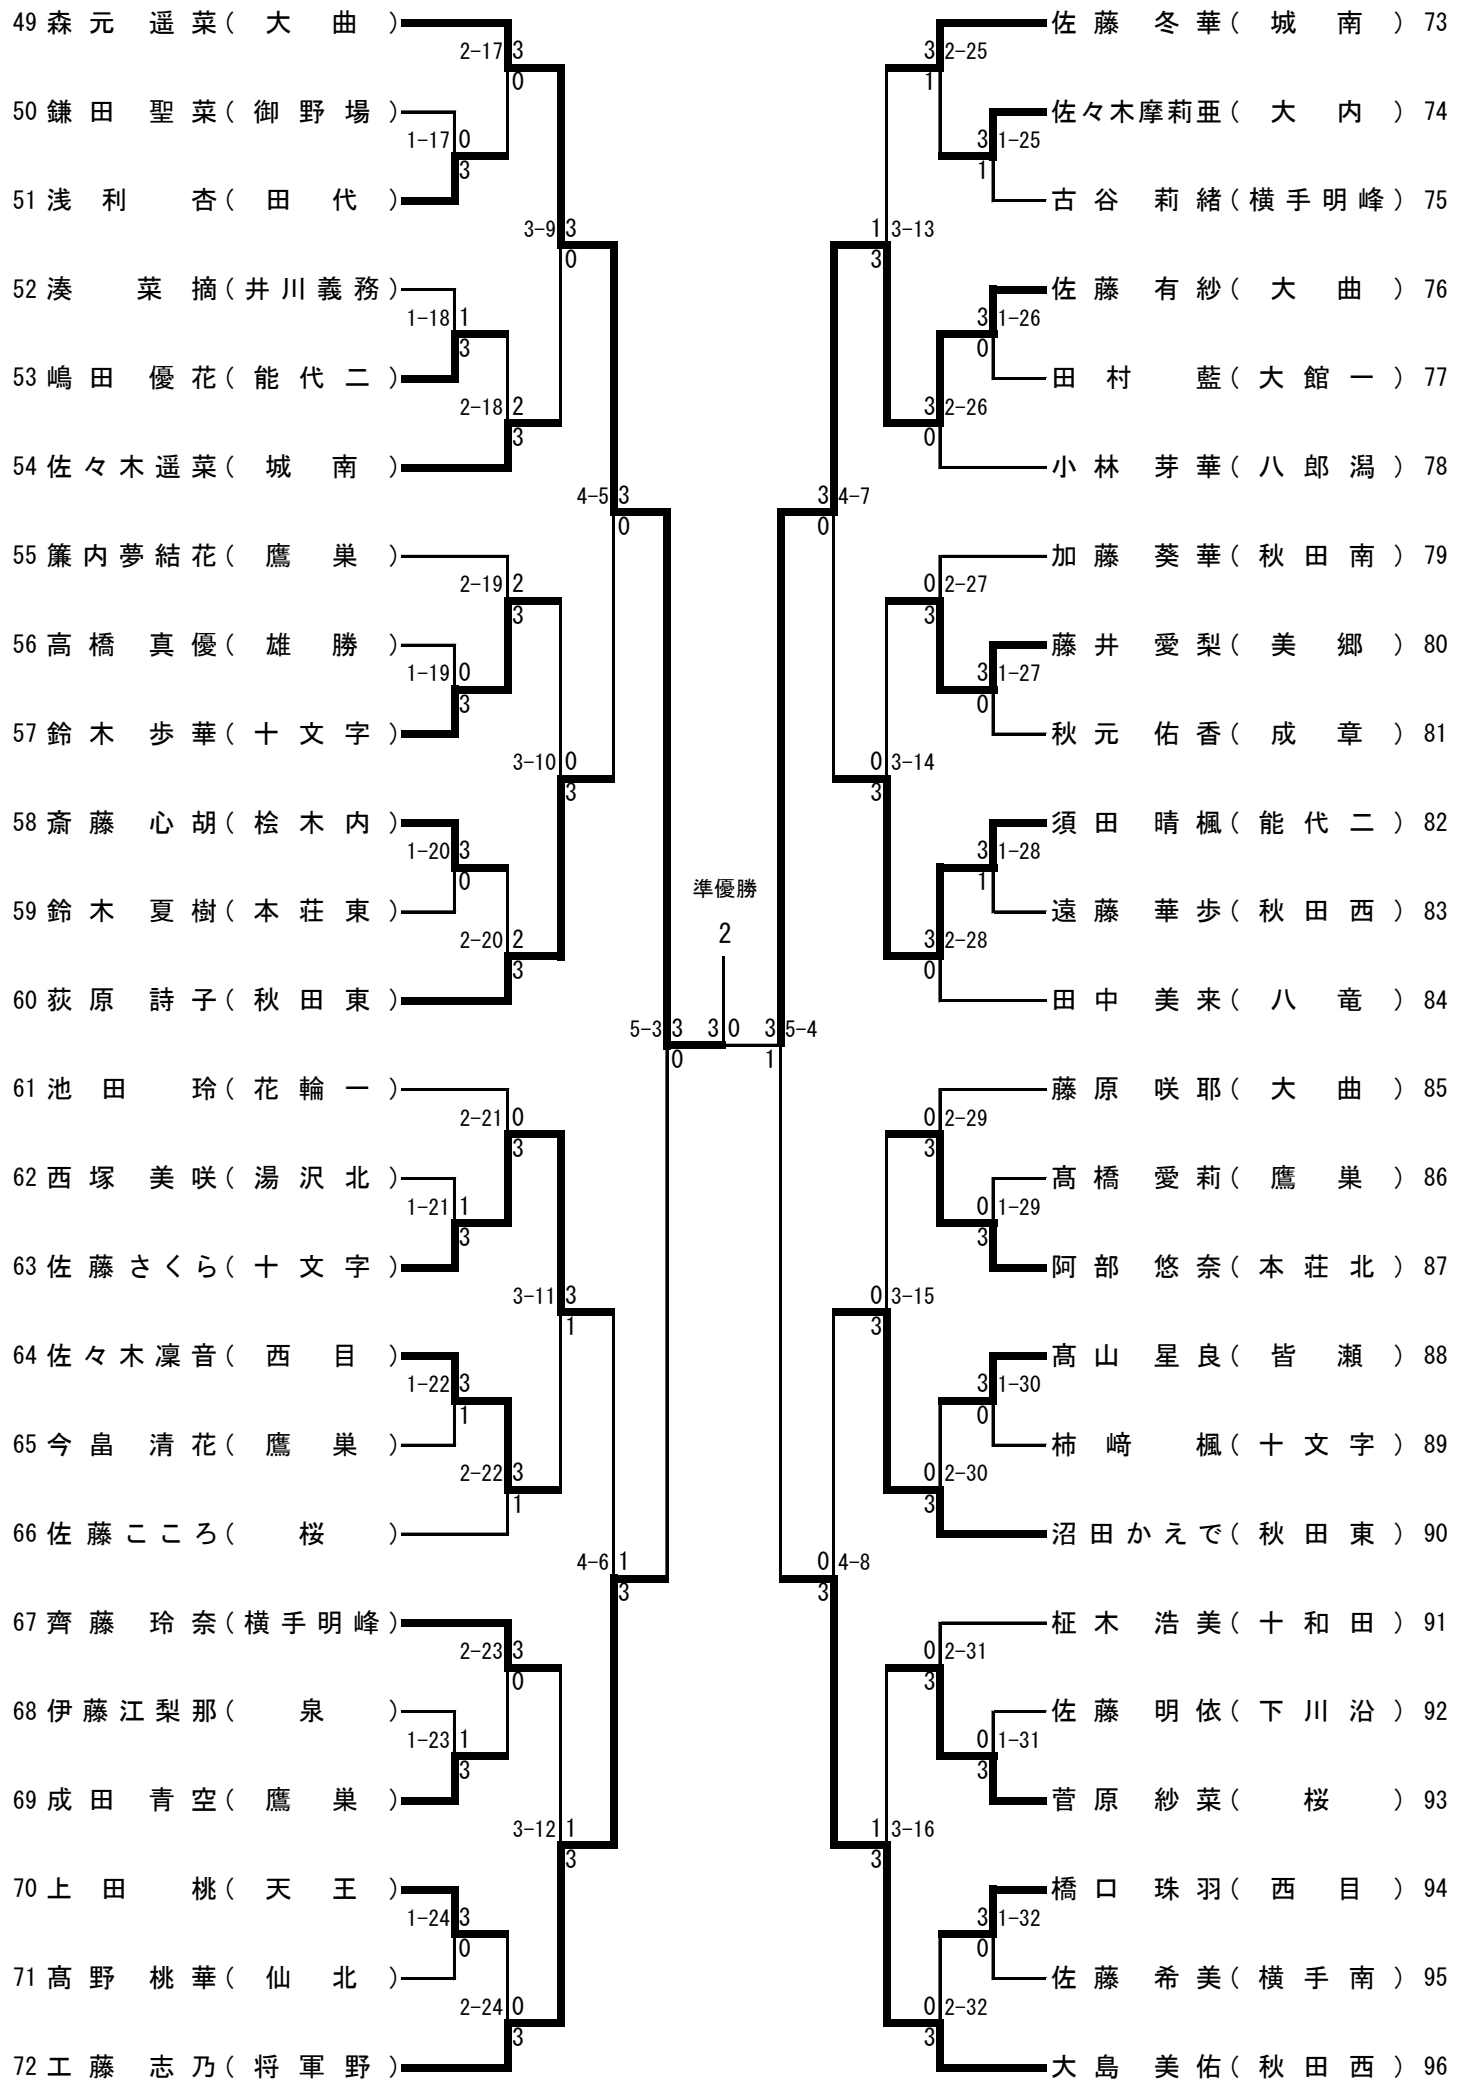 49 森元 遥菜（大曲）
2-17 3
0
50 鎌田 聖菜（御野場）
1-17 0
3
51 浅利 杏（田代）
3-9 3
0
52 湊 菜摘（井川義務）
1-18 1
3
53 嶋田 優花（能代二）
2-18 2
3
54 佐々木遥菜（城南）
4-5 3
0
55 簾内夢結花（鷹巣）
2-19 2
3
56 高橋 真優（雄勝）
1-19 0
3
57 鈴木 歩華（十文字）
3-10 0
3
58 斎藤 心胡（桧木内）
1-20 3
0
59 鈴木 夏樹（本荘東）
2-20 2
3
60 荻原 詩子（秋田東）
5-3 3
0
61 池田 玲（花輪一）
2-21 0
3
62 西塚 美咲（湯沢北）
1-21 1
3
63 佐藤さくら（十文字）
3-11 3
1
64 佐々木凜音（西目）
1-22 3
1
65 今畠 清花（鷹巣）
2-22 3
1
66 佐藤こころ（桜）
4-6 1
3
67 齊藤 玲奈（横手明峰）
2-23 3
0
68 伊藤江梨那（泉）
1-23 1
3
69 成田 青空（鷹巣）
3-12 1
3
70 上田 桃（天王）
1-24 3
0
71 髙野 桃華（仙北）
2-24 0
3
72 工藤 志乃（将軍野）
準優勝
2
3 0
佐藤 冬華（城南）73
3 2-25
1
佐々木摩莉亜（大内）74
3 1-25
1
古谷 莉緒（横手明峰）75
1 3-13
3
佐藤 有紗（大曲）76
3 1-26
0
田村 藍（大館一）77
3 2-26
0
小林 芽華（八郎潟）78
3 4-7
0
加藤 葵華（秋田南）79
0 2-27
3
藤井 愛梨（美郷）80
3 1-27
0
秋元 佑香（成章）81
0 3-14
3
須田 晴楓（能代二）82
3 1-28
1
遠藤 華歩（秋田西）83
3 2-28
0
田中 美来（八竜）84
3 5-4
1
藤原 咲耶（大曲）85
0 2-29
3
髙橋 愛莉（鷹巣）86
0 1-29
3
阿部 悠奈（本荘北）87
0 3-15
3
髙山 星良（皆瀬）88
3 1-30
0
柿﨑 楓（十文字）89
0 2-30
3
沼田かえで（秋田東）90
0 4-8
3
柾木 浩美（十和田）91
0 2-31
3
佐藤 明依（下川沿）92
0 1-31
3
菅原 紗菜（桜）93
1 3-16
3
橋口 珠羽（西目）94
3 1-32
0
佐藤 希美（横手南）95
0 2-32
3
大島 美佑（秋田西）96